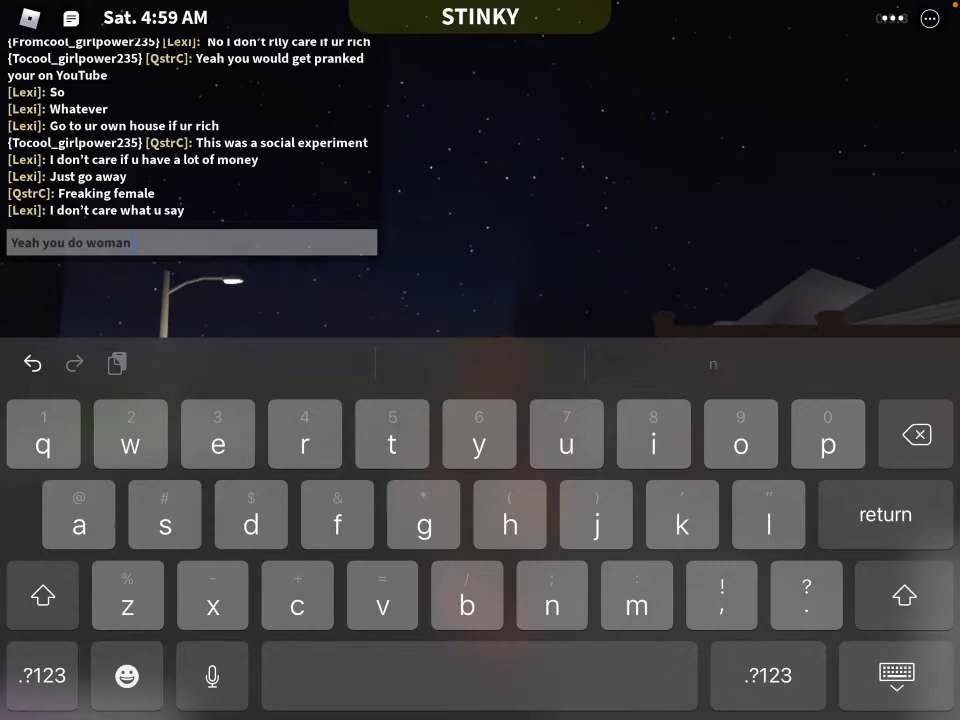 Sat. 4:59 AM
STINKY
{Fromcool_girlpower235} [Lexi]: No I don't rlly care if ur rich
{Tocool_girlpower235} [QstrC]: Yeah you would get pranked
your on YouTube
[Lexi]: So
[Lexi]: Whatever
[Lexi]: Go to ur own house if ur rich
{Tocool_girlpower235} [QstrC]: This was a social experiment
[Lexi]: I don't care if u have a lot of money
[Lexi]: Just go away
[QstrC]: Freaking female
[Lexi]: I don't care what u say
Yeah you do woman
n
1 2 3 4 5 6 7 8 9 0
q w e r t y u i o p
@ # $ & * ( ) ' "
a s d f g h j k l return
% - + = / ; : ! ?
z x c v b n m , .
.?123 .?123